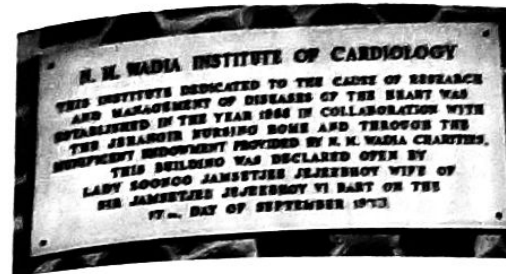 N. M. WADIA INSTITUTE OF CARDIOLOGY
THIS INSTITUTE DEDICATED TO THE CAUSE OF RESEARCH
AND MANAGEMENT OF DISEASES OF THE HEART WAS
ESTABLISHED IN THE YEAR IN COLLABORATION WITH
THE JEHANGIR NURSING HOME AND THROUGH THE
MUNIFICENT ENDOWMENT PROVIDED BY N. M. WADIA CHARITIES.
THIS BUILDING WAS DECLARED OPEN BY
LADY SOONOO JAMSETJEE JEJEEBHOY WIFE OF
SIR JAMSETJEE JEJEEBHOY VI BART ON THE
DAY OF SEPTEMBER